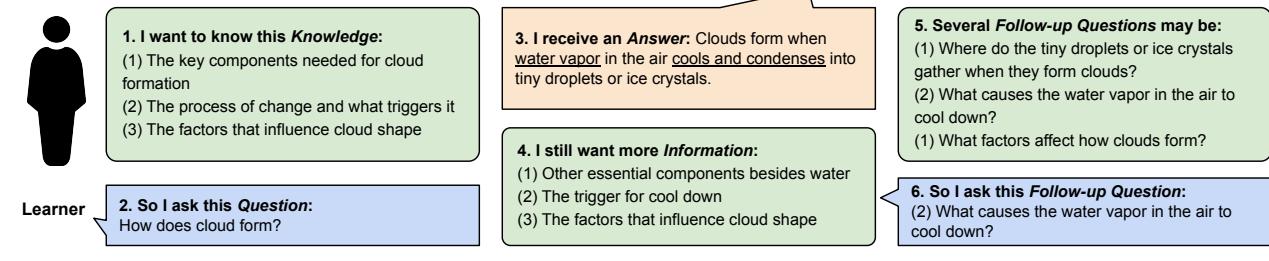 1. I want to know this Knowledge:
(1) The key components needed for cloud
formation
(2) The process of change and what triggers it
(3) The factors that influence cloud shape
Learner
2. So I ask this Question:
How does cloud form?
3. I receive an Answer: Clouds form when
water vapor in the air cools and condenses into
tiny droplets or ice crystals.
4. I still want more Information:
(1) Other essential components besides water
(2) The trigger for cool down
(3) The factors that influence cloud shape
5. Several Follow-up Questions may be:
(1) Where do the tiny droplets or ice crystals
gather when they form clouds?
(2) What causes the water vapor in the air to
cool down?
(1) What factors affect how clouds form?
6. So I ask this Follow-up Question:
(2) What causes the water vapor in the air to
cool down?